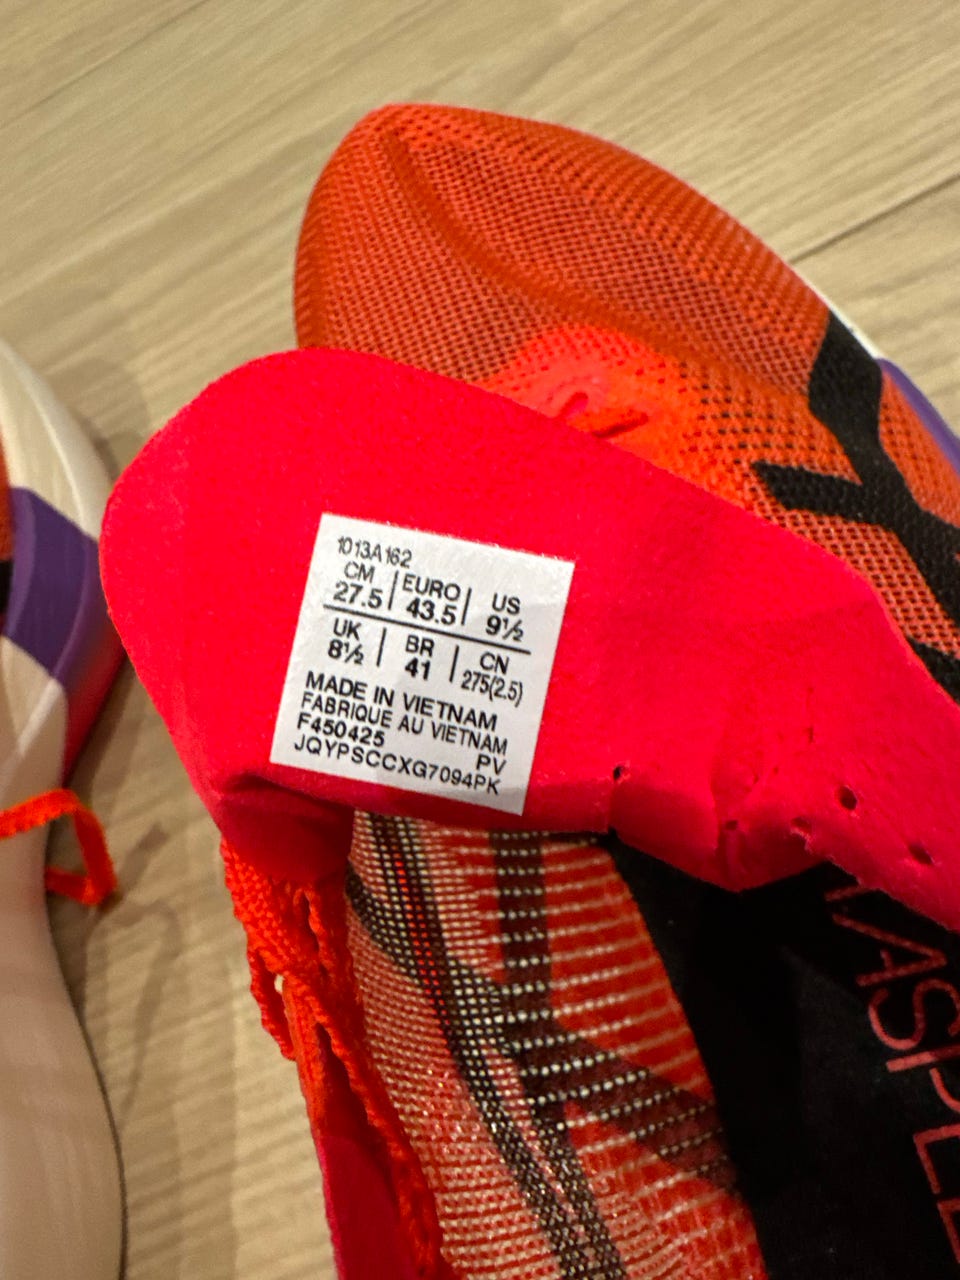 1013A162
CM 27.5 | EURO 43.5 | US 9½
UK 8½ | BR 41 | CN 275(2.5)
MADE IN VIETNAM
FABRIQUE AU VIETNAM
F450425 PV
JQYPSCCXG7094PK